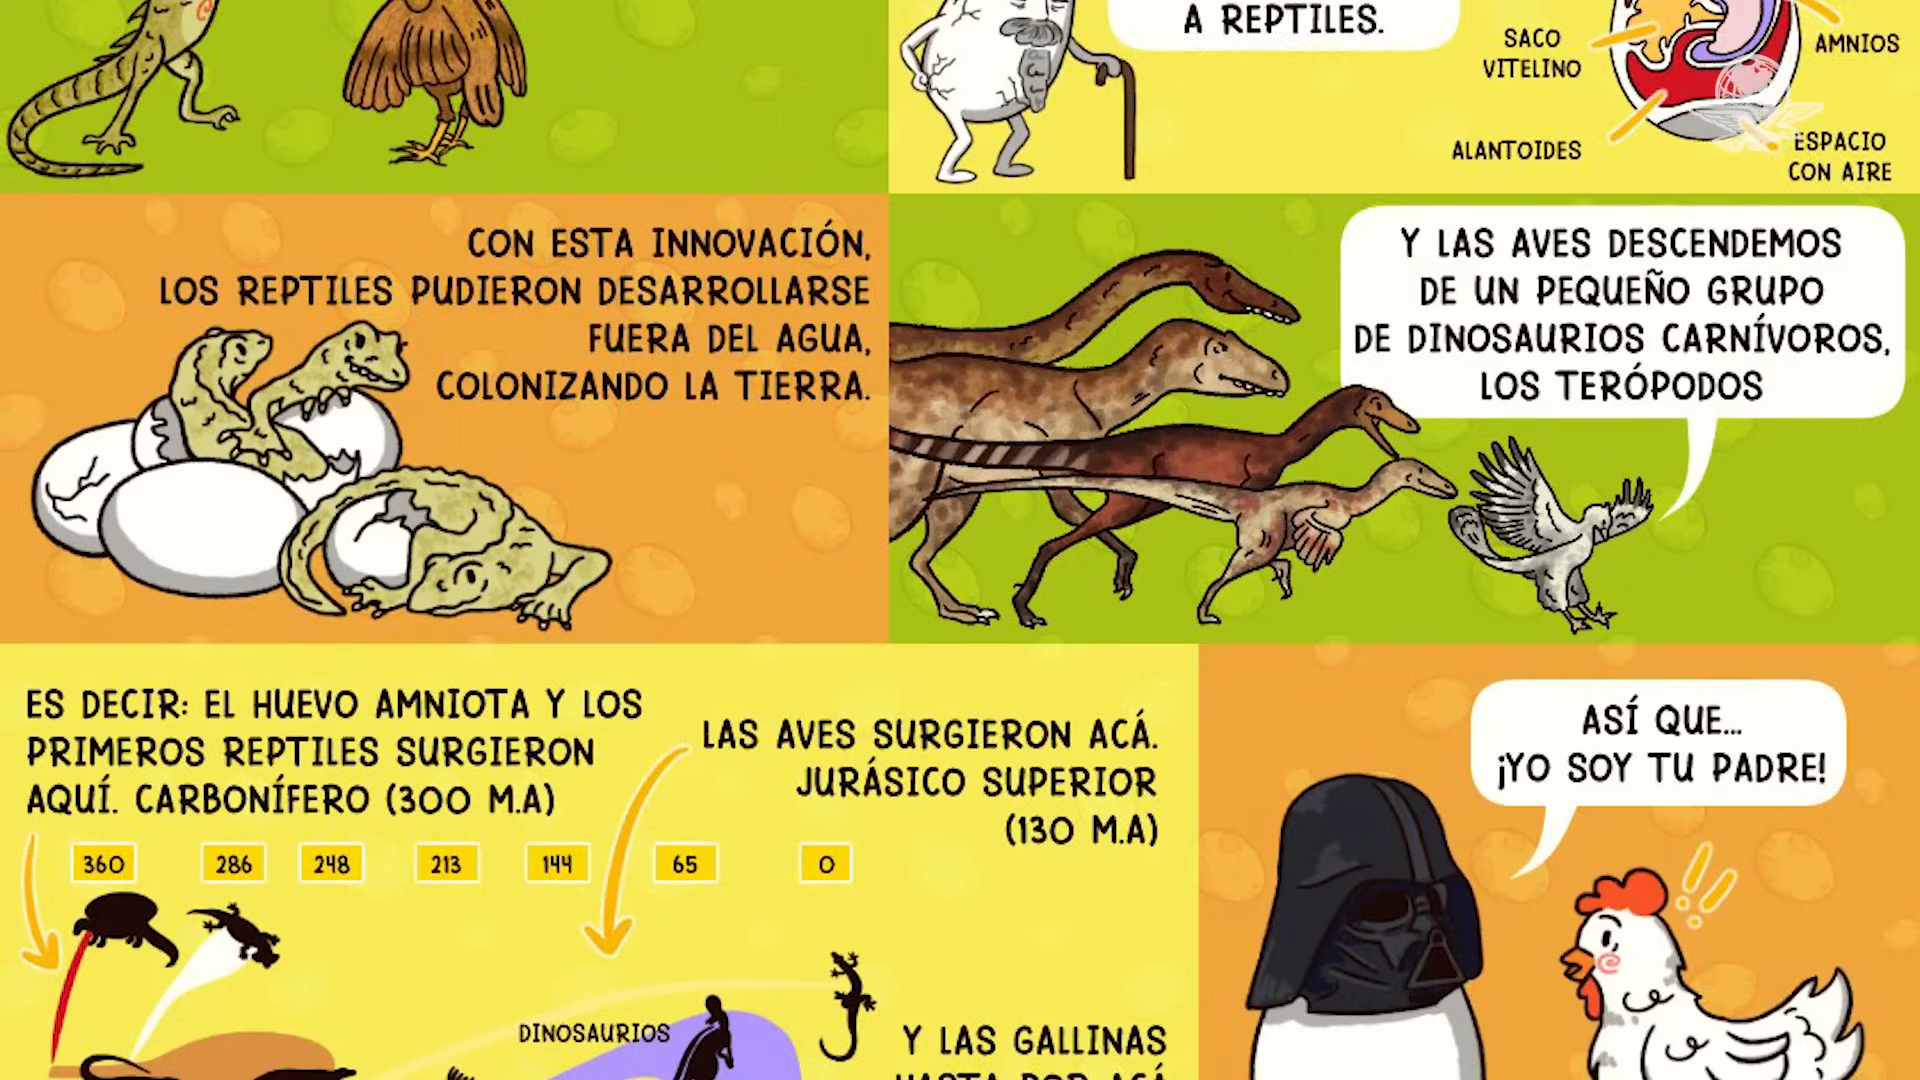 A REPTILES.
SACO
VITELINO
AMNIOS
ALANTOIDES
ESPACIO
CON AIRE
CON ESTA INNOVACIÓN,
LOS REPTILES PUDIERON DESARROLLARSE
FUERA DEL AGUA,
COLONIZANDO LA TIERRA.
Y LAS AVES DESCENDEMOS
DE UN PEQUEÑO GRUPO
DE DINOSAURIOS CARNÍVOROS,
LOS TERÓPODOS
ES DECIR: EL HUEVO AMNIOTA Y LOS
PRIMEROS REPTILES SURGIERON
AQUÍ. CARBONÍFERO (300 M.A)
LAS AVES SURGIERON ACÁ.
JURÁSICO SUPERIOR
(130 M.A)
360
286
248
213
144
65
0
DINOSAURIOS
Y LAS GALLINAS
HASTA POR ACÁ
ASÍ QUE...
¡YO SOY TU PADRE!